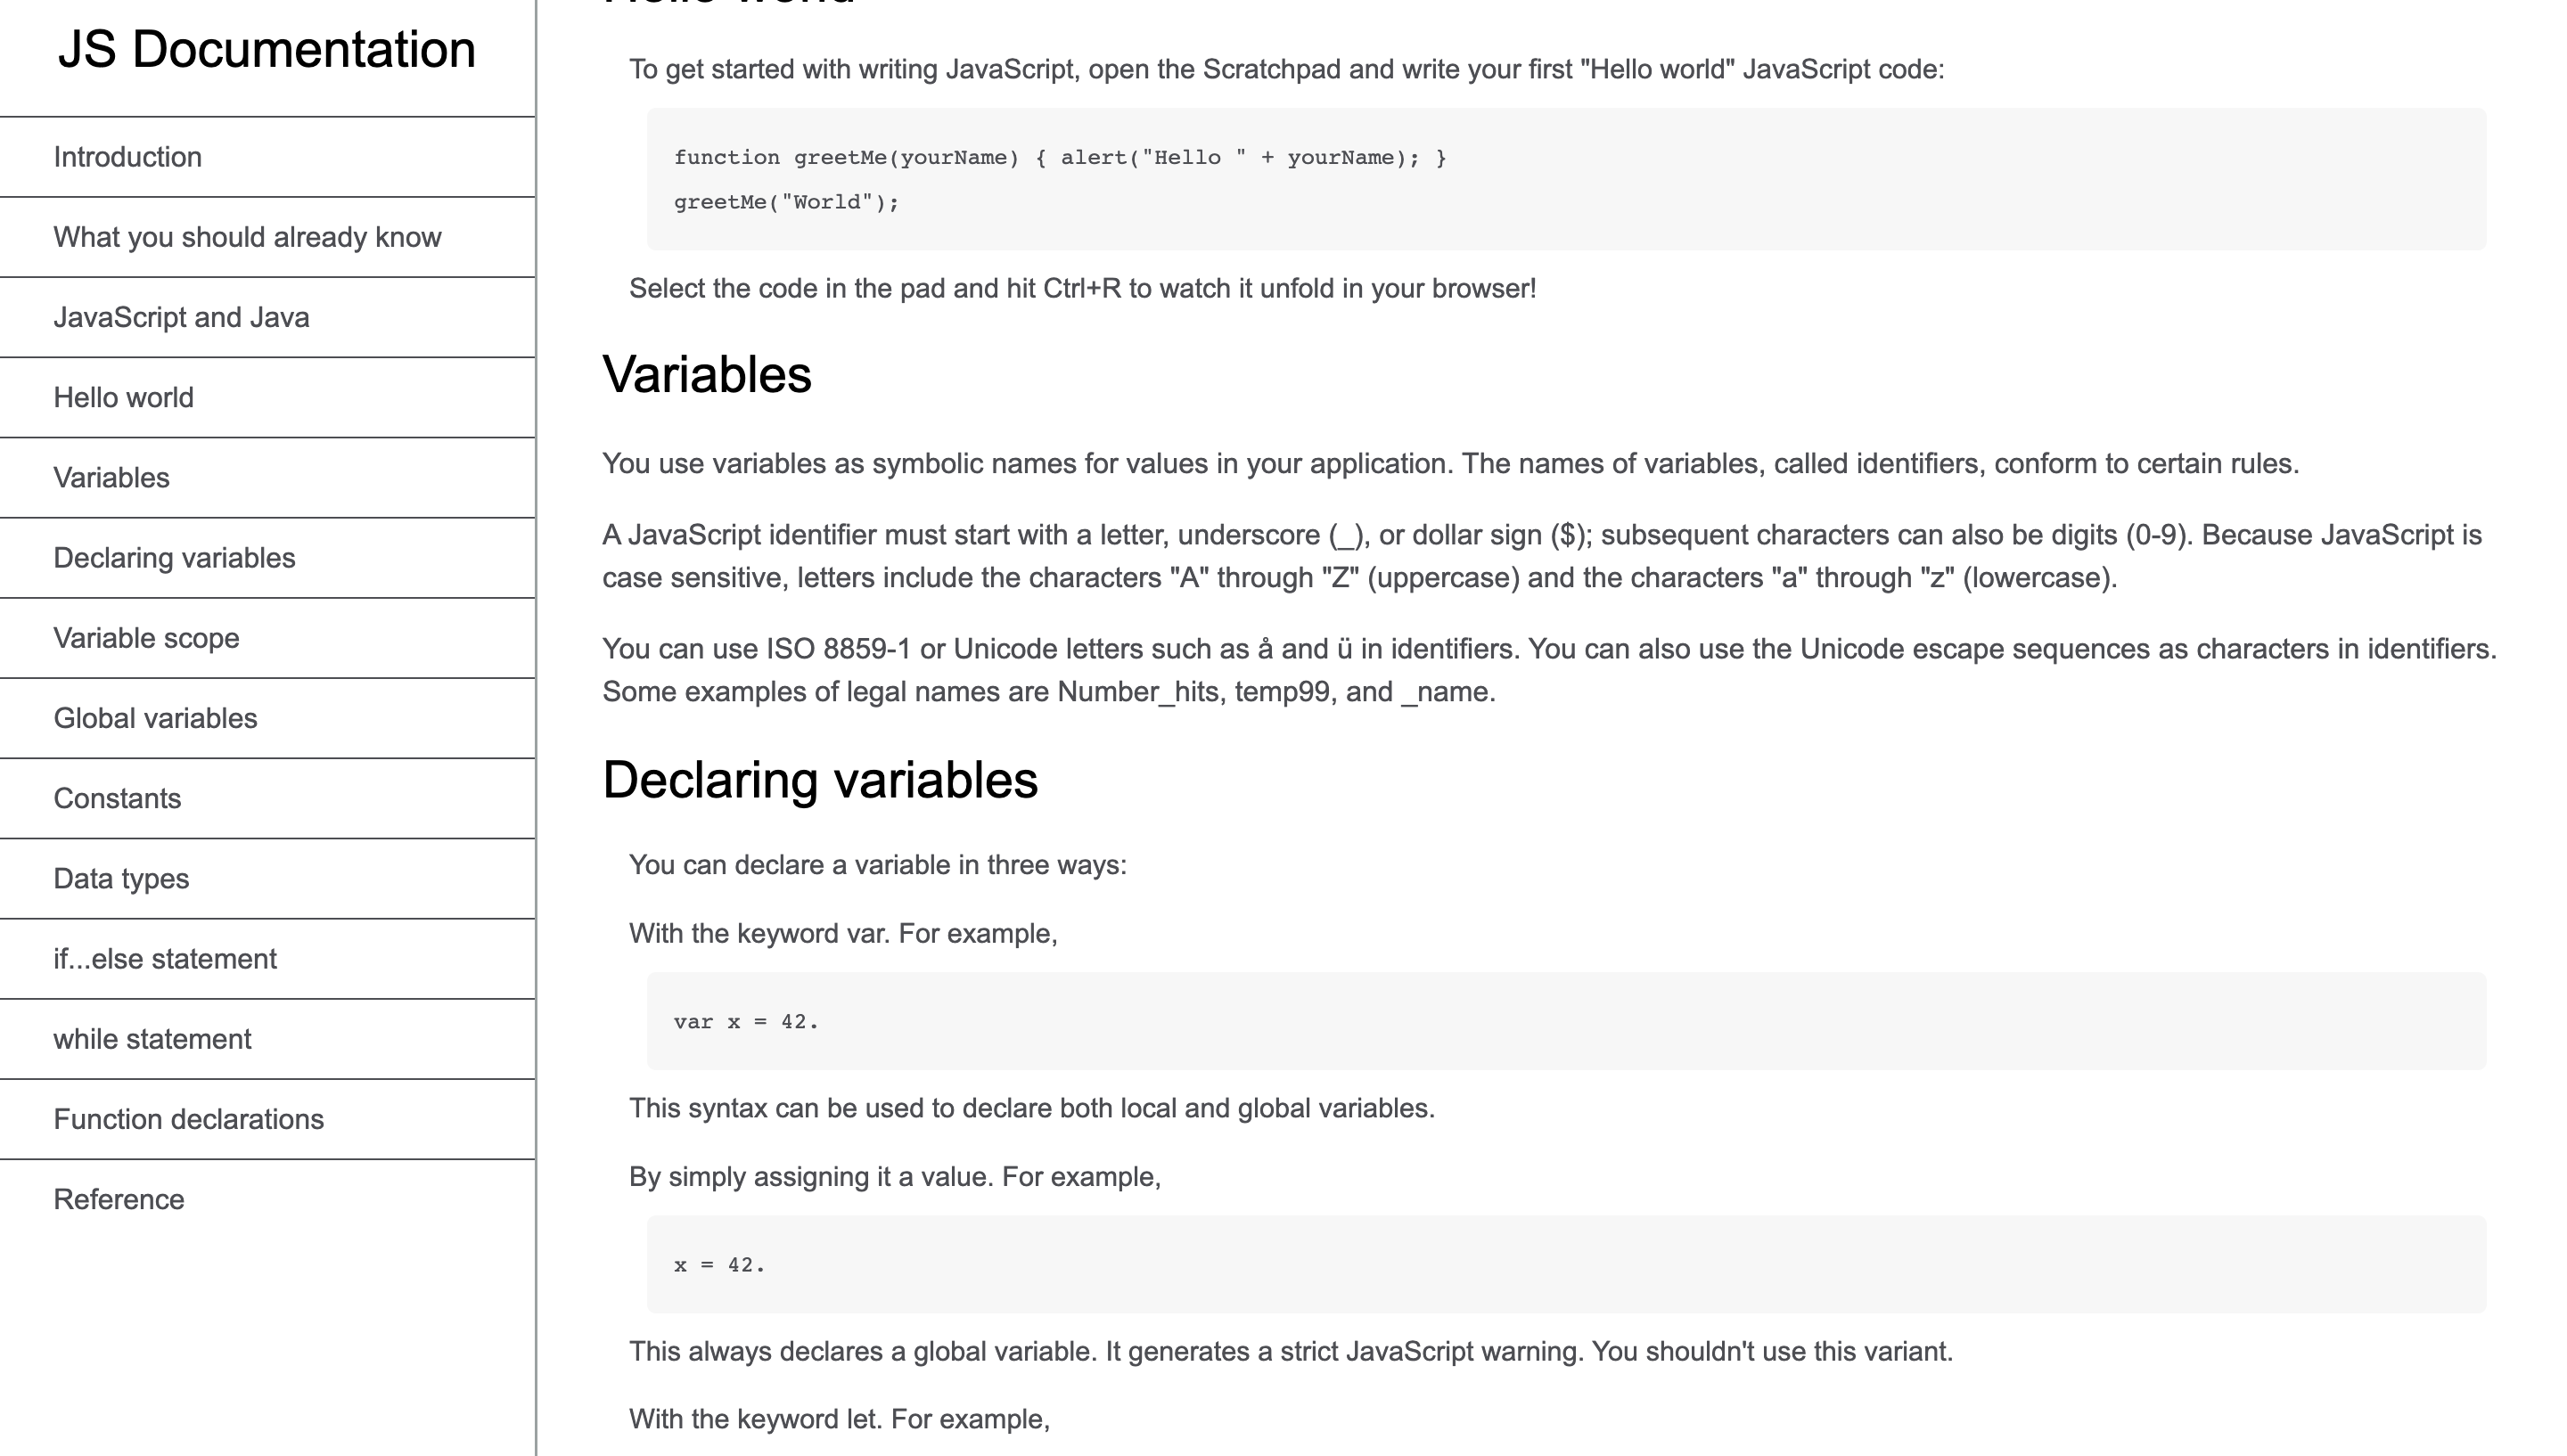 JS Documentation
Introduction
What you should already know
JavaScript and Java
Hello world
Variables
Declaring variables
Variable scope
Global variables
Constants
Data types
if...else statement
while statement
Function declarations
Reference
Hello world
To get started with writing JavaScript, open the Scratchpad and write your first "Hello world" JavaScript code:
function greetMe(yourName) { alert("Hello " + yourName); }
greetMe("World");
Select the code in the pad and hit Ctrl+R to watch it unfold in your browser!
Variables
You use variables as symbolic names for values in your application. The names of variables, called identifiers, conform to certain rules.
A JavaScript identifier must start with a letter, underscore (_), or dollar sign ($); subsequent characters can also be digits (0-9). Because JavaScript is
case sensitive, letters include the characters "A" through "Z" (uppercase) and the characters "a" through "z" (lowercase).
You can use ISO 8859-1 or Unicode letters such as å and ü in identifiers. You can also use the Unicode escape sequences as characters in identifiers.
Some examples of legal names are Number_hits, temp99, and _name.
Declaring variables
You can declare a variable in three ways:
With the keyword var. For example,
var x = 42.
This syntax can be used to declare both local and global variables.
By simply assigning it a value. For example,
x = 42.
This always declares a global variable. It generates a strict JavaScript warning. You shouldn't use this variant.
With the keyword let. For example,